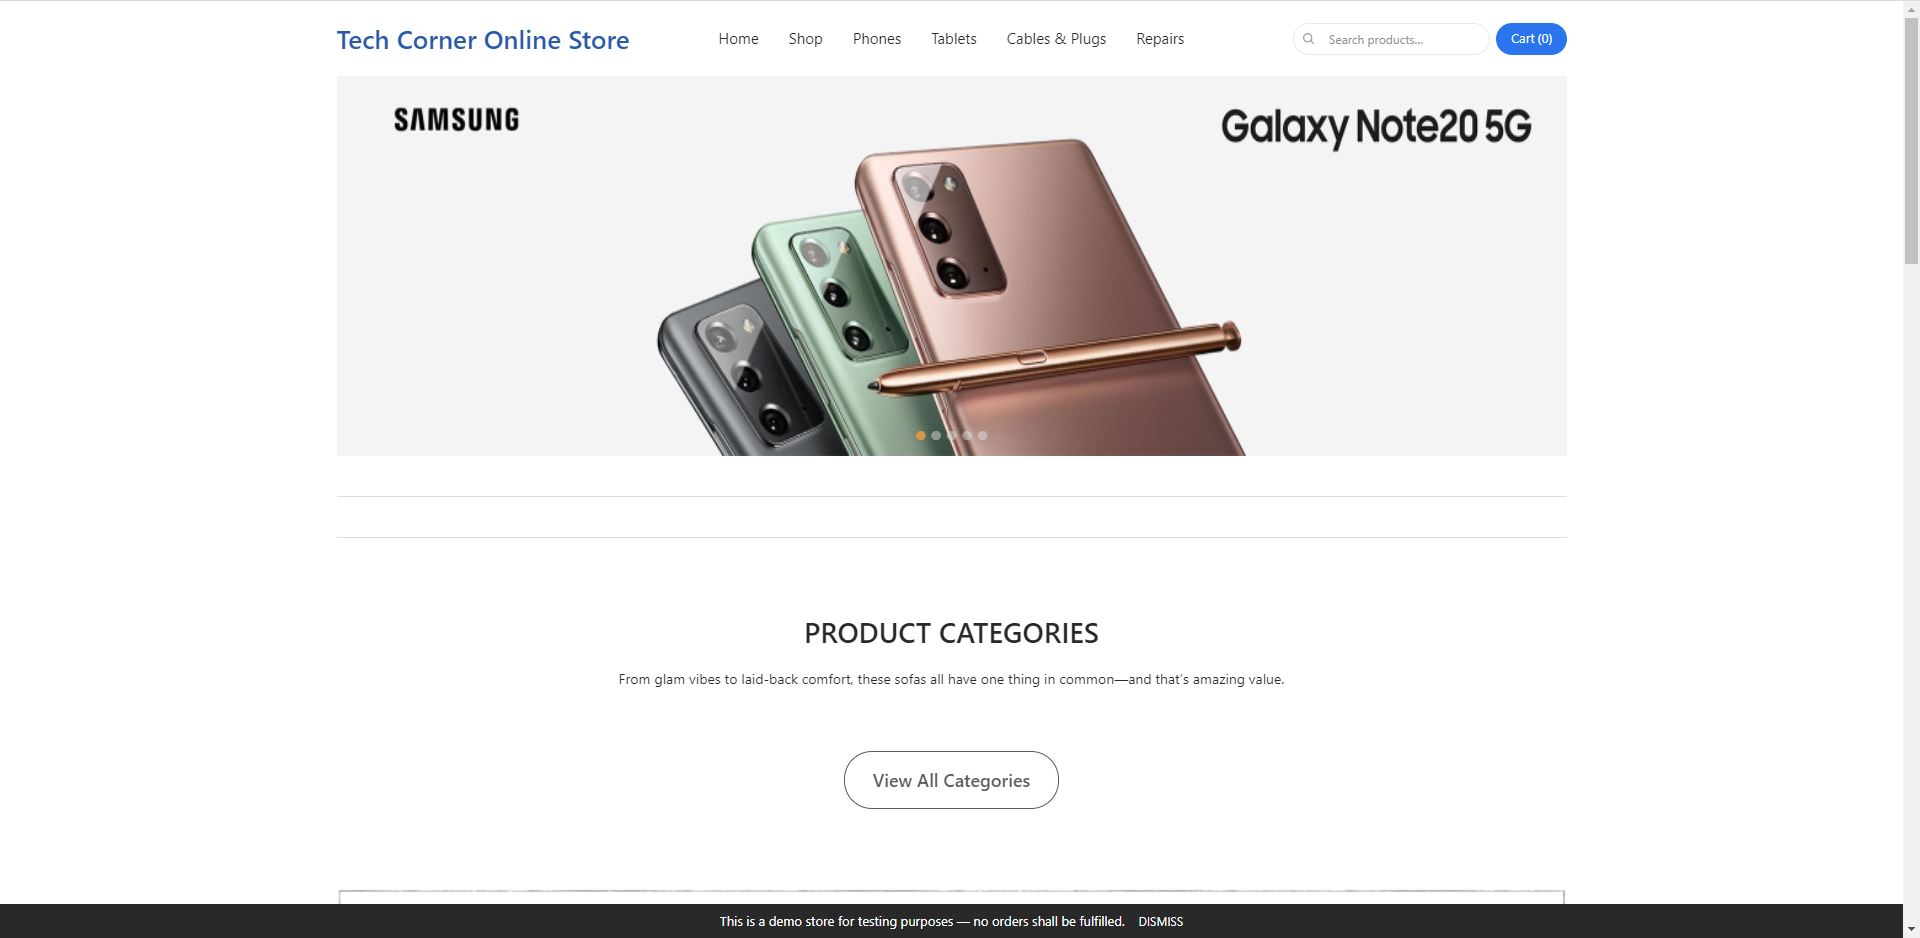 Tech Corner Online Store
Home Shop Phones Tablets Cables & Plugs Repairs
Search products...
Cart (0)
SAMSUNG
Galaxy Note20 5G
PRODUCT CATEGORIES
From glam vibes to laid-back comfort, these sofas all have one thing in common—and that's amazing value.
View All Categories
This is a demo store for testing purposes — no orders shall be fulfilled. DISMISS